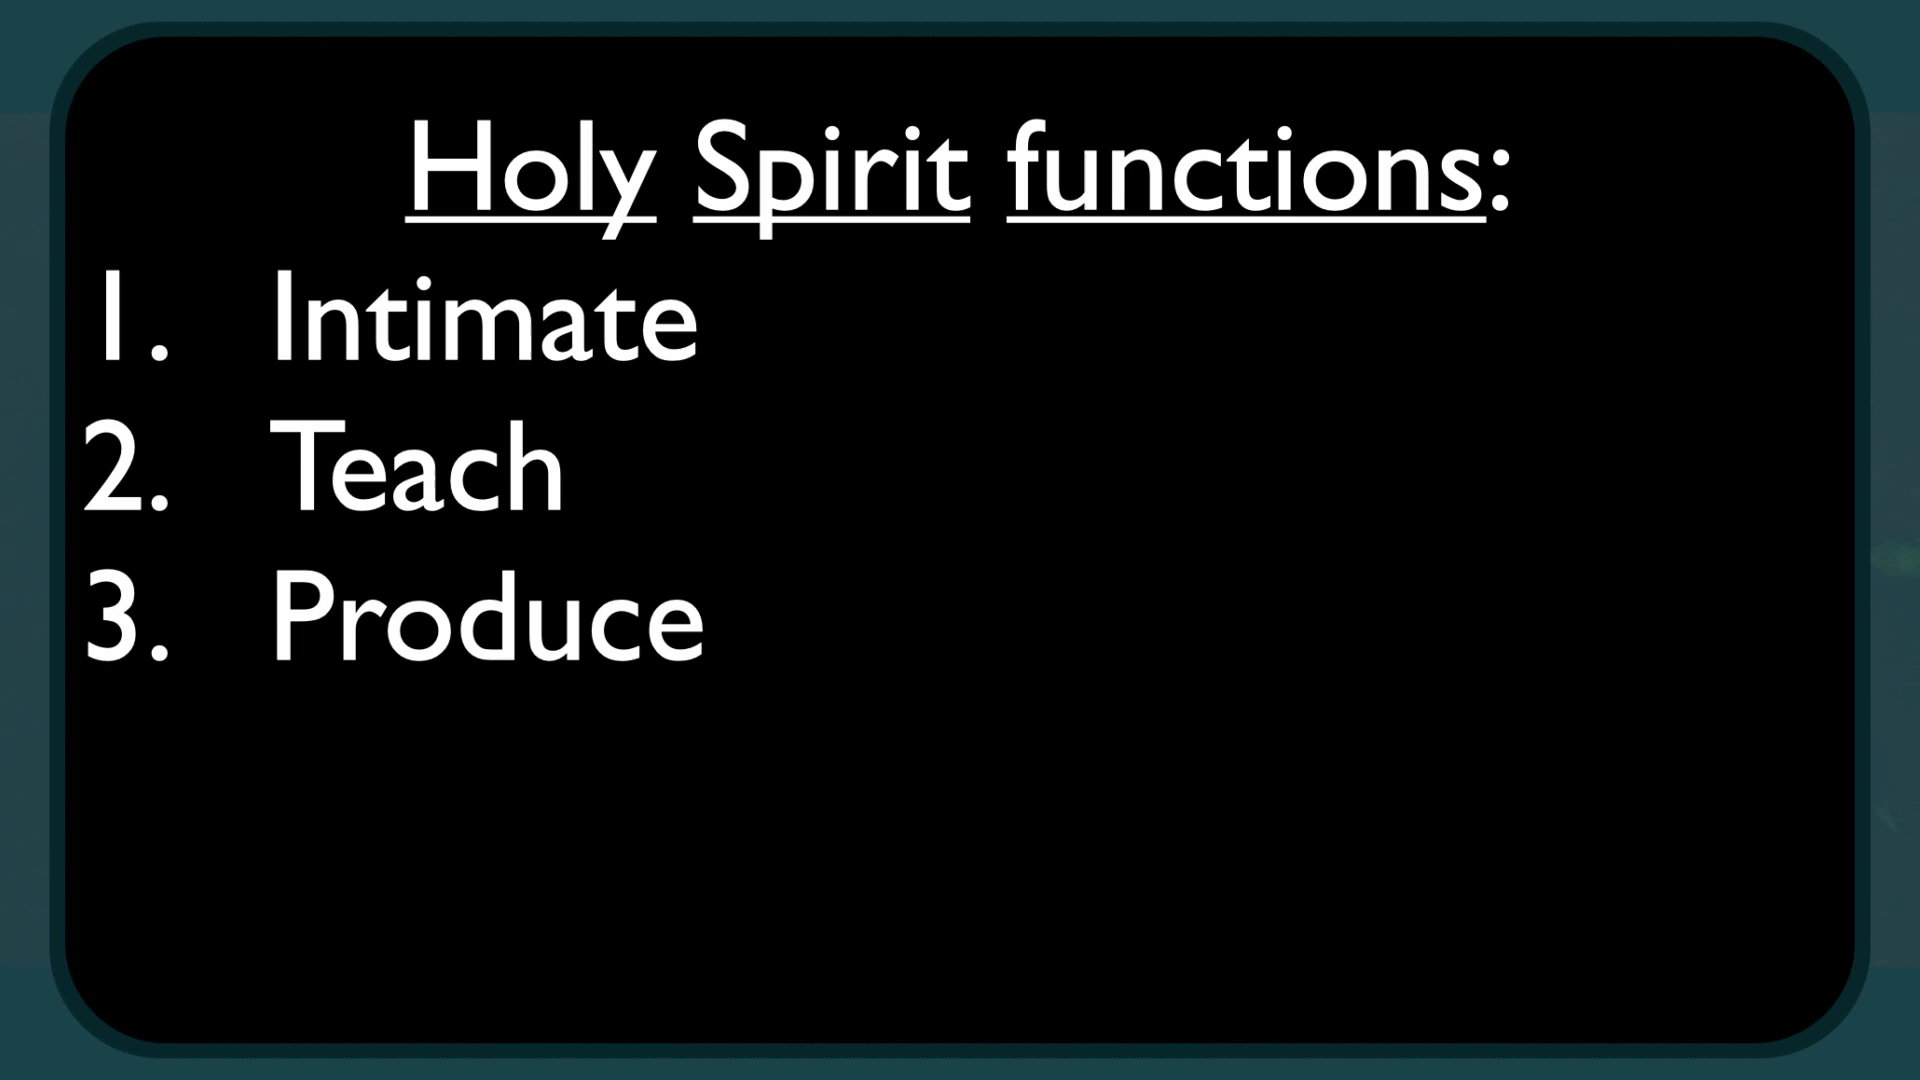 Holy Spirit functions:
1. Intimate
2. Teach
3. Produce